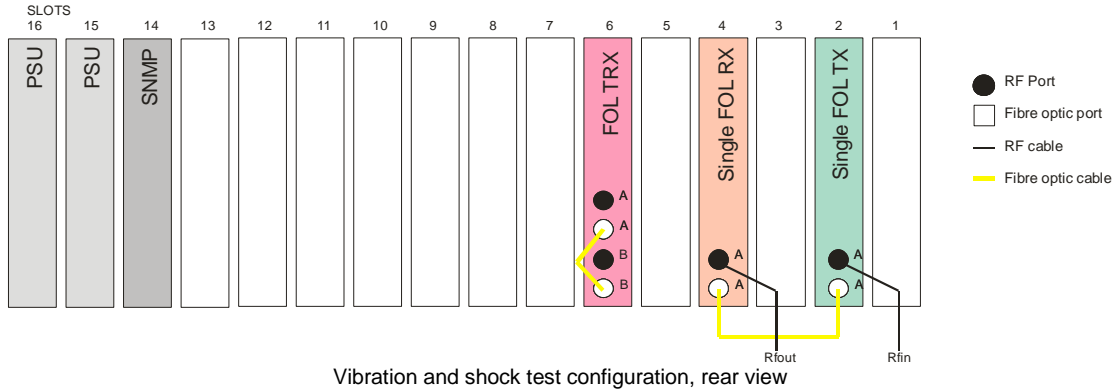 SLOTS
16 15 14 13 12 11 10 9 8 7 6 5 4 3 2 1
PSU
PSU
SNMP
FOL TRX
Single FOL RX
Single FOL TX
A
A
B
B
A
A
A
A
Rfout
Rfin
RF Port
Fibre optic port
RF cable
Fibre optic cable
Vibration and shock test configuration, rear view